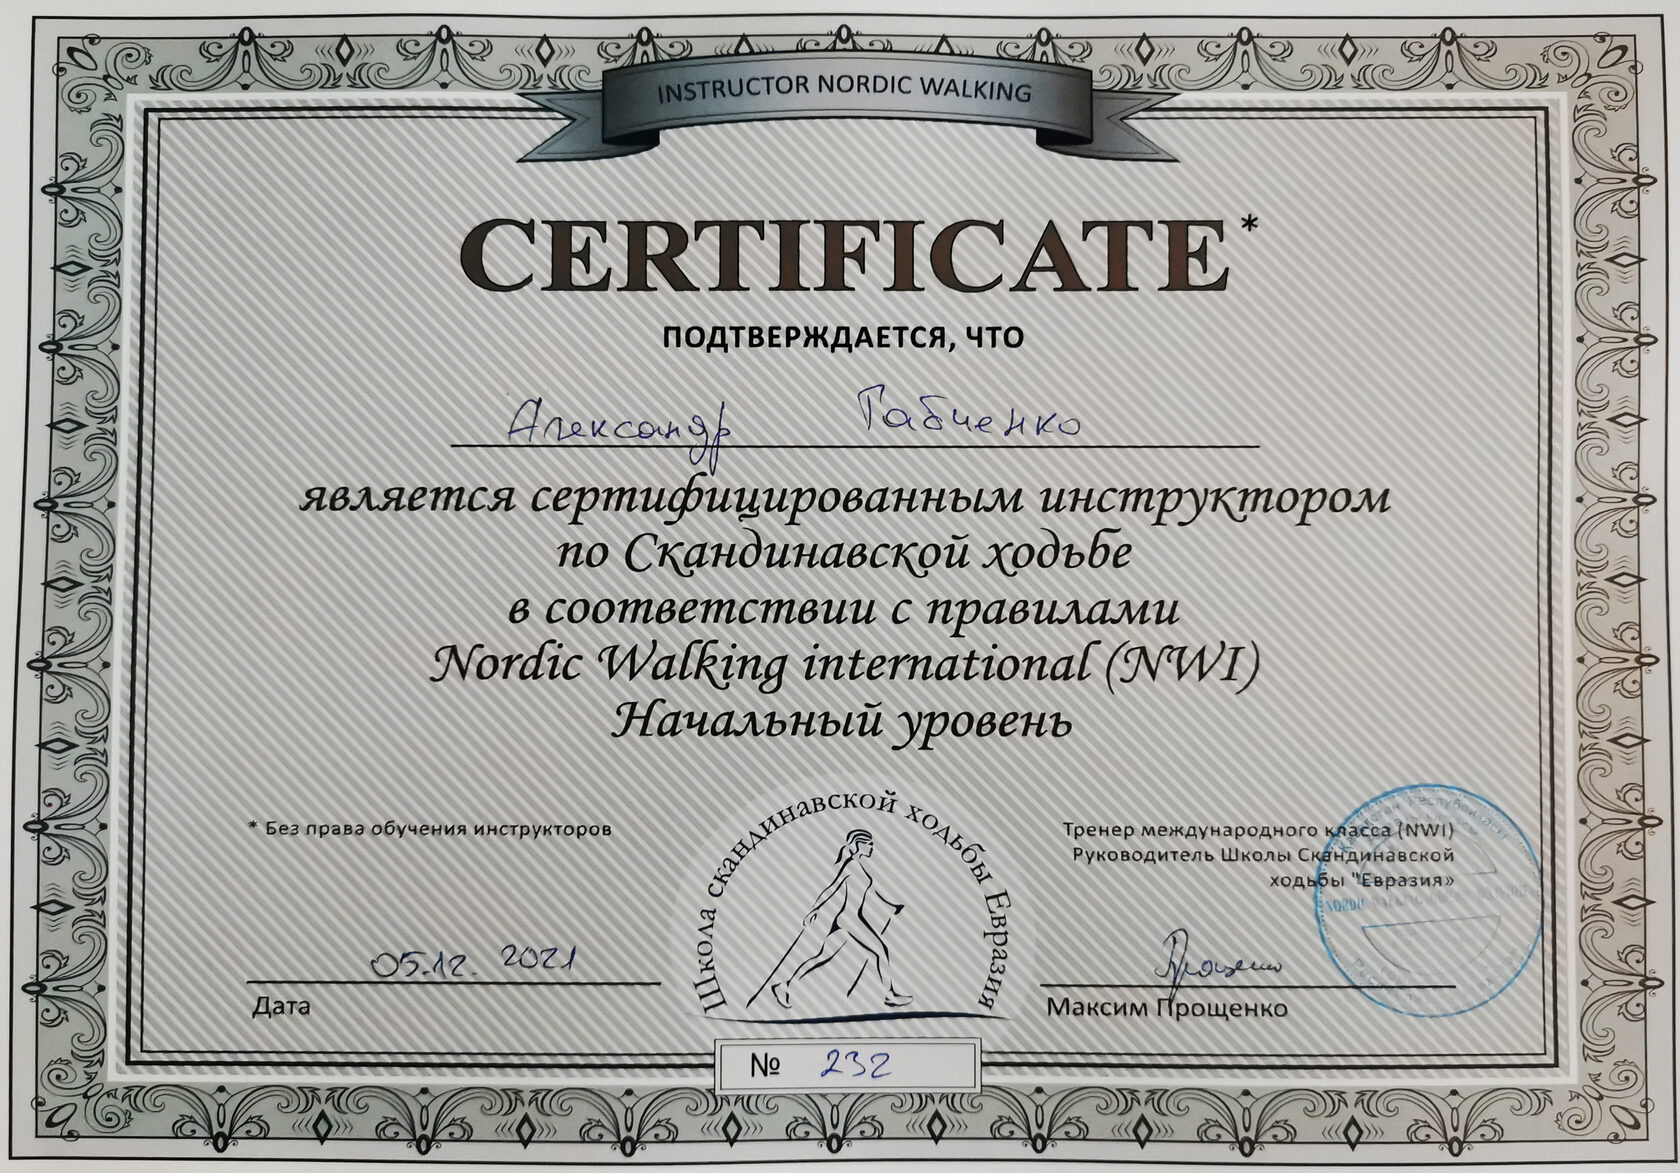 INSTRUCTOR NORDIC WALKING
CERTIFICATE*
ПОДТВЕРЖДАЕТСЯ, ЧТО
Александр Габченко
является сертифицированным инструктором
по Скандинавской ходьбе
в соответствии с правилами
Nordic Walking international (NWI)
Начальный уровень
* Без права обучения инструкторов
Школа скандинавской ходьбы Евразия
Тренер международного класса (NWI)
Руководитель Школы Скандинавской
ходьбы "Евразия»
05.12. 2021
Дата
Максим Прощенко
№ 232